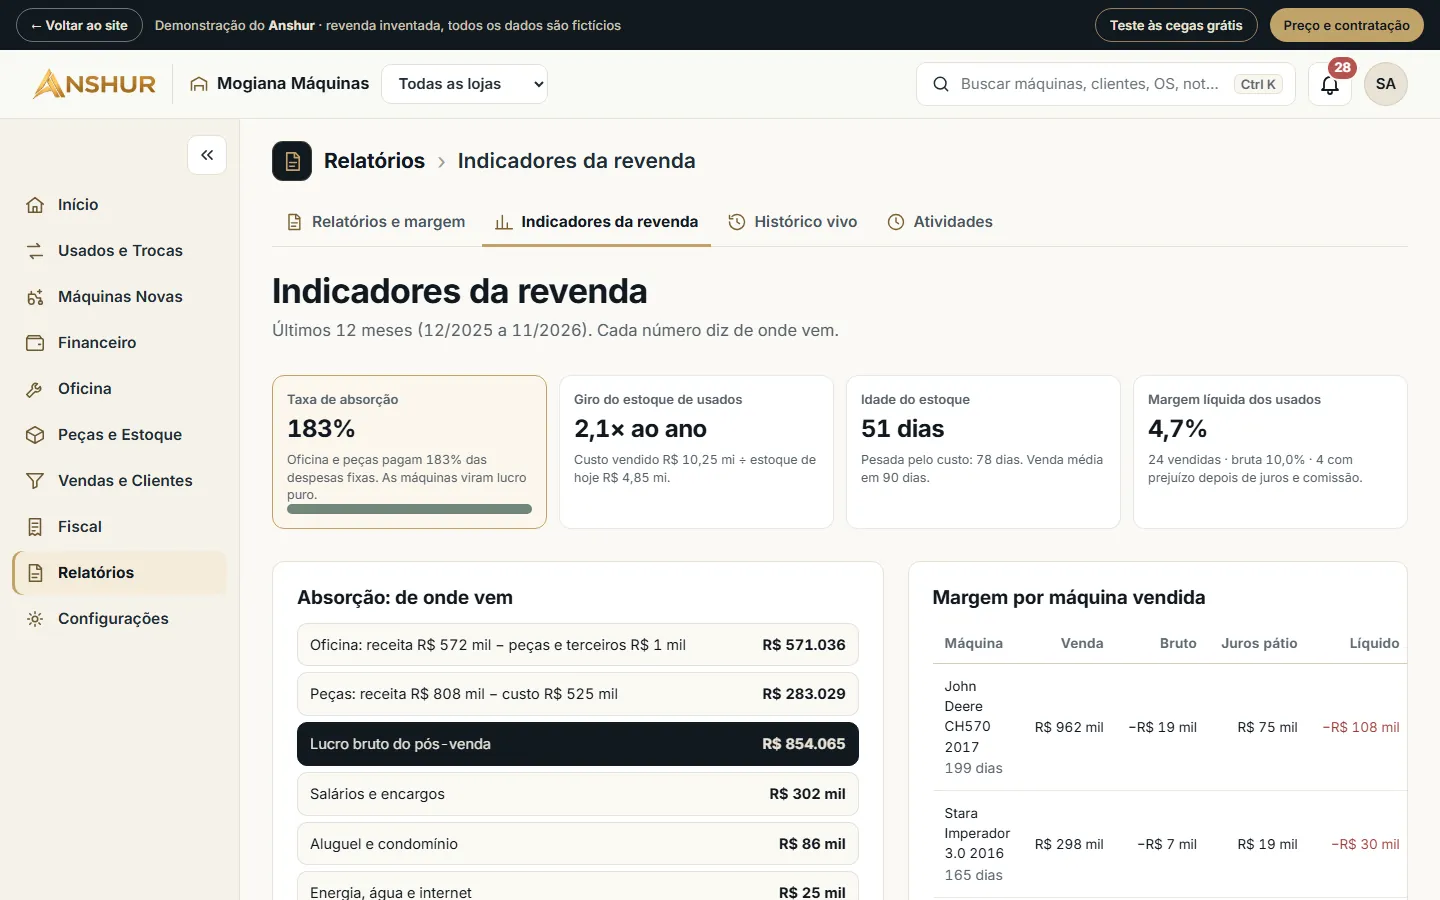 ← Voltar ao site
Demonstração do Anshur · revenda inventada, todos os dados são fictícios
Teste às cegas grátis
Preço e contratação
ANSHUR
Mogiana Máquinas
Todas as lojas
Buscar máquinas, clientes, OS, not...
Ctrl K
28
SA
Início
Usados e Trocas
Máquinas Novas
Financeiro
Oficina
Peças e Estoque
Vendas e Clientes
Fiscal
Relatórios
Configurações
Relatórios › Indicadores da revenda
Relatórios e margem
Indicadores da revenda
Histórico vivo
Atividades
Indicadores da revenda
Últimos 12 meses (12/2025 a 11/2026). Cada número diz de onde vem.
Taxa de absorção
183%
Oficina e peças pagam 183% das
despesas fixas. As máquinas viram lucro
puro.
Giro do estoque de usados
2,1× ao ano
Custo vendido R$ 10,25 mi ÷ estoque de
hoje R$ 4,85 mi.
Idade do estoque
51 dias
Pesada pelo custo: 78 dias. Venda média
em 90 dias.
Margem líquida dos usados
4,7%
24 vendidas · bruta 10,0% · 4 com
prejuízo depois de juros e comissão.
Absorção: de onde vem
Oficina: receita R$ 572 mil − peças e terceiros R$ 1 mil R$ 571.036
Peças: receita R$ 808 mil − custo R$ 525 mil R$ 283.029
Lucro bruto do pós-venda R$ 854.065
Salários e encargos R$ 302 mil
Aluguel e condomínio R$ 86 mil
Energia, água e internet R$ 25 mil
Margem por máquina vendida
Máquina Venda Bruto Juros pátio Líquido
John
Deere
CH570
2017
199 dias
R$ 962 mil −R$ 19 mil R$ 75 mil −R$ 108 mil
Stara
Imperador
3.0 2016
165 dias
R$ 298 mil −R$ 7 mil R$ 19 mil −R$ 30 mil